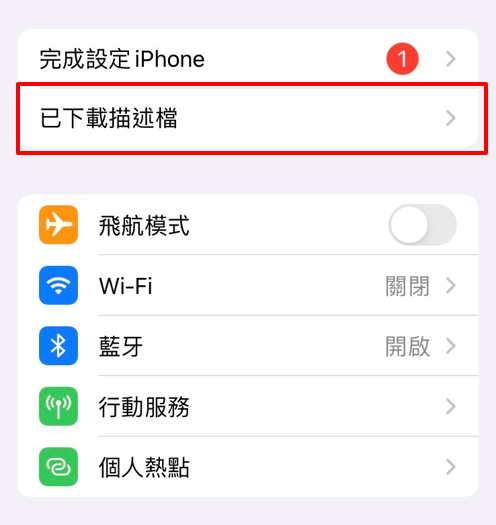 完成設定 iPhone 1
已下載描述檔
飛航模式
Wi-Fi 關閉
藍牙 開啟
行動服務
個人熱點